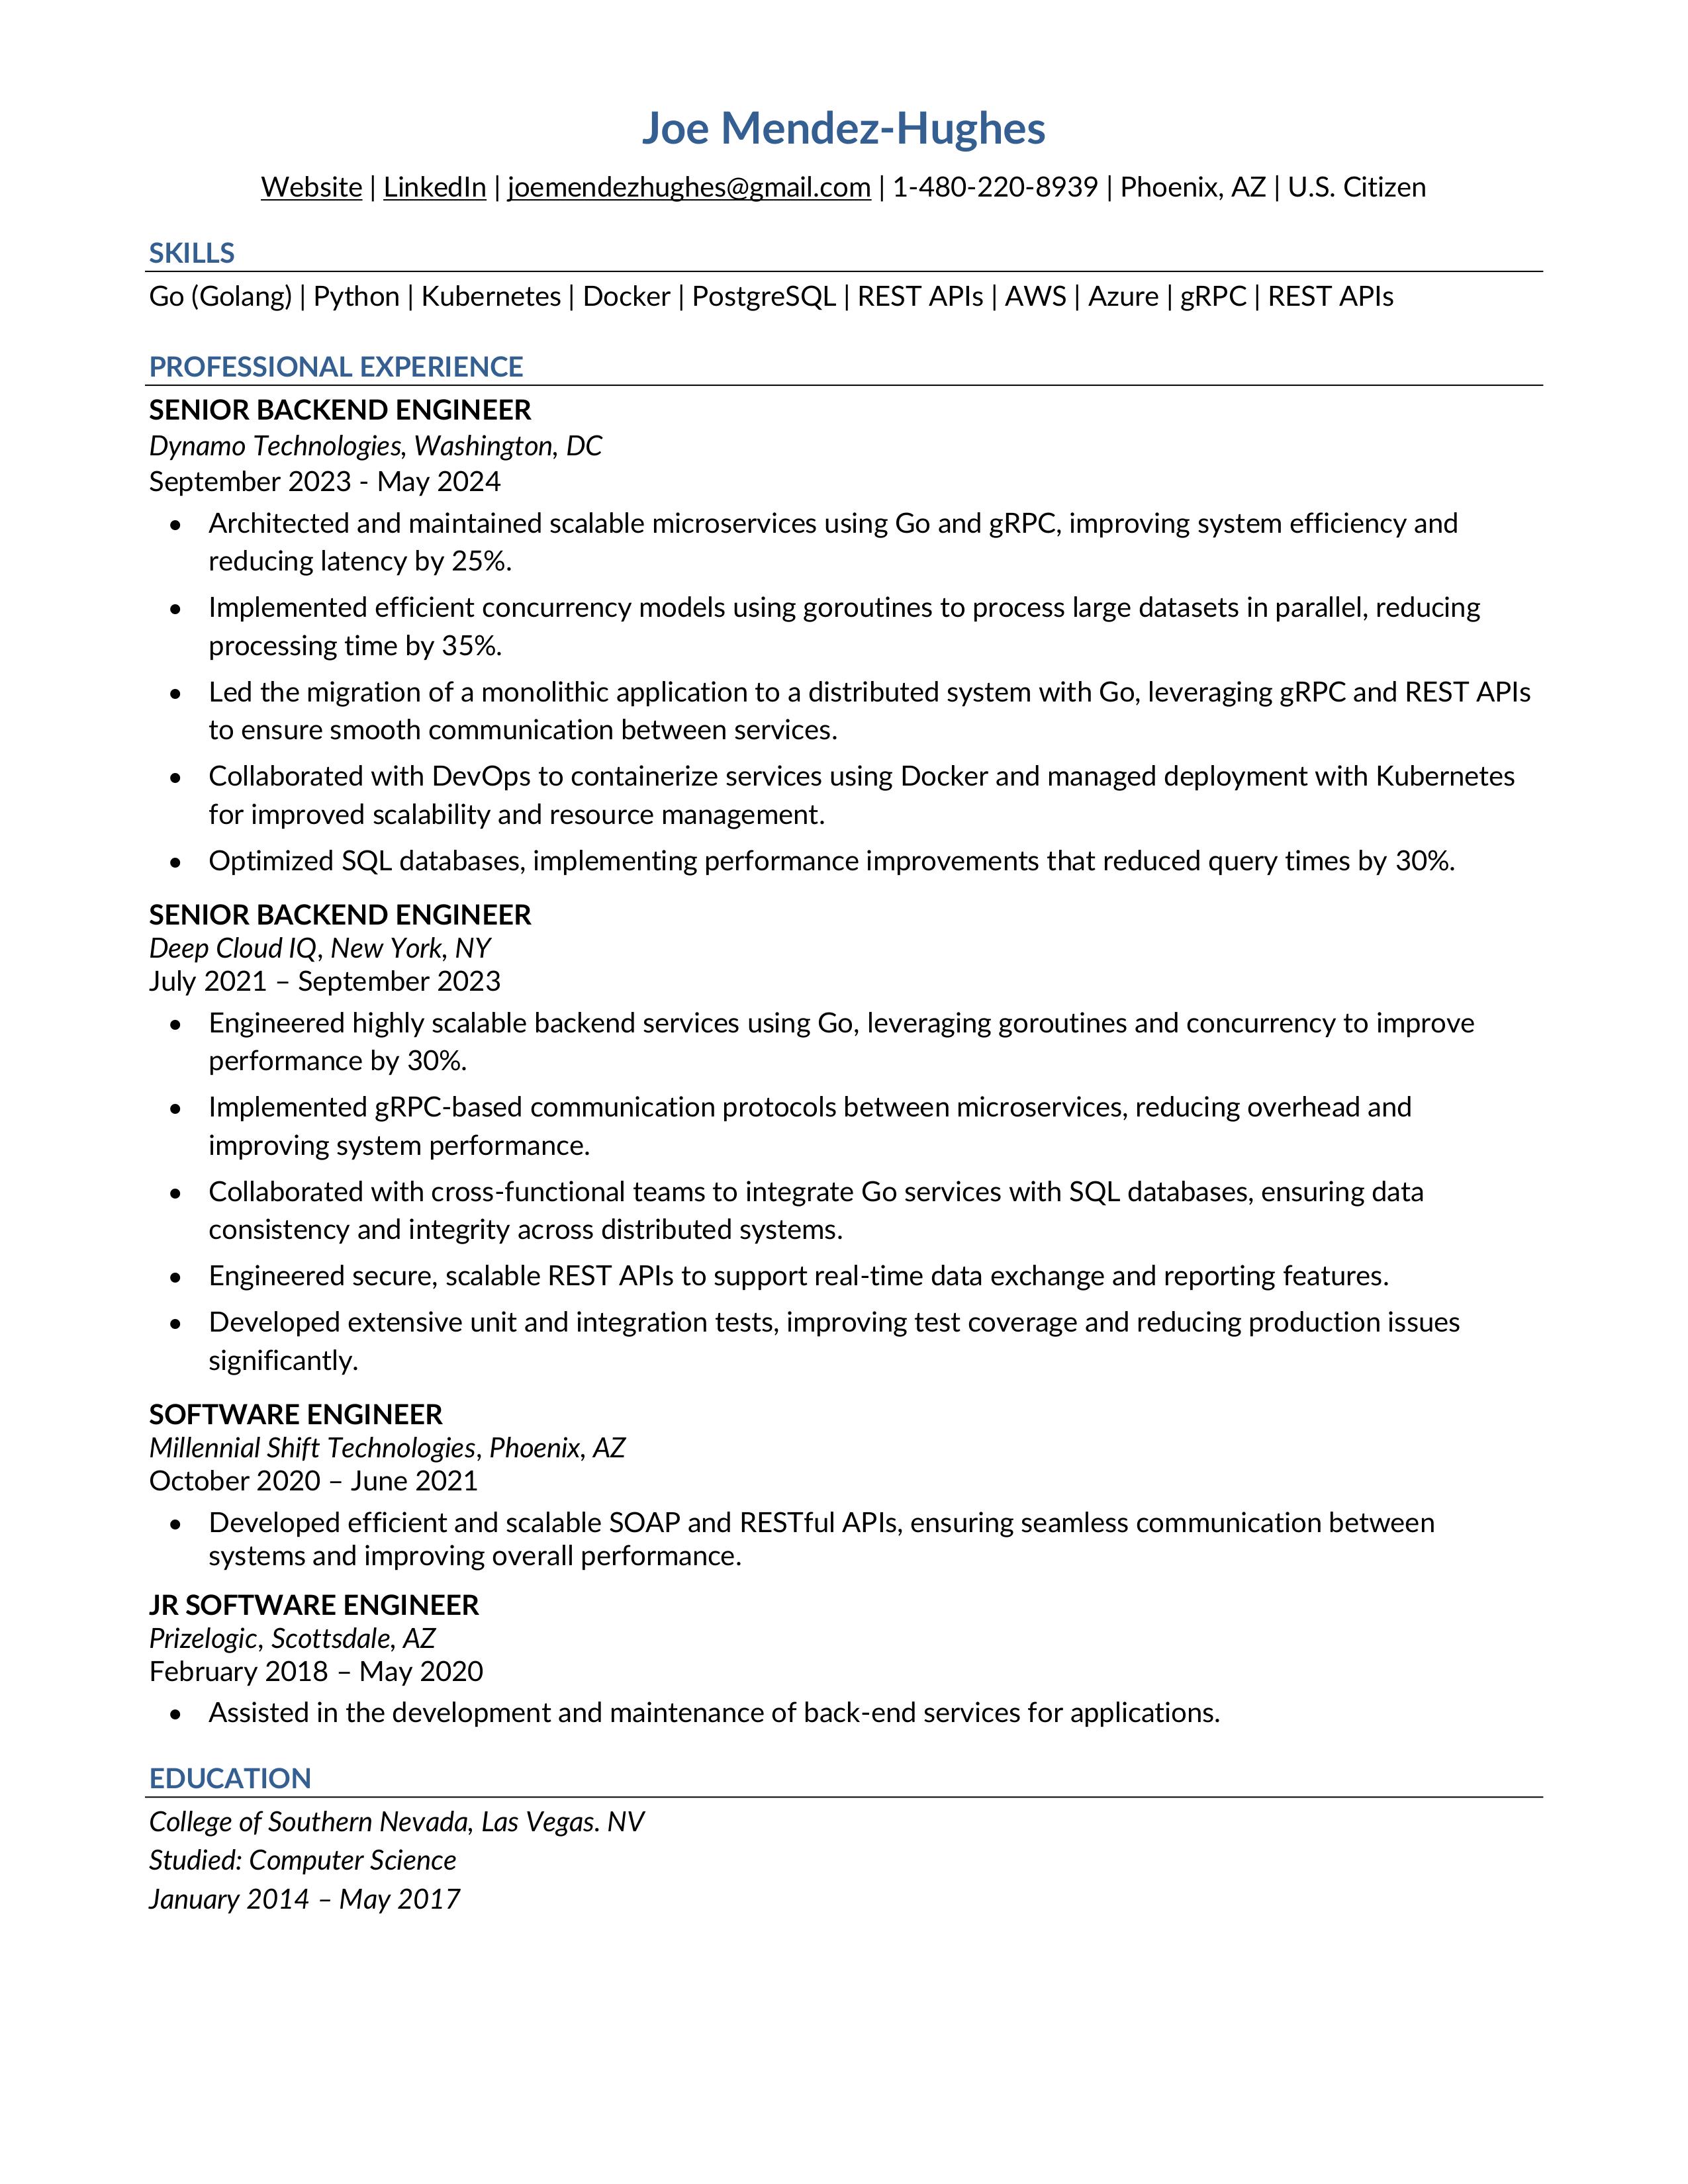 Joe Mendez-Hughes
Website | LinkedIn | joemendezhughes@gmail.com | 1-480-220-8939 | Phoenix, AZ | U.S. Citizen
SKILLS
Go (Golang) | Python | Kubernetes | Docker | PostgreSQL | REST APIs | AWS | Azure | gRPC | REST APIs
PROFESSIONAL EXPERIENCE
SENIOR BACKEND ENGINEER
Dynamo Technologies, Washington, DC
September 2023 - May 2024
• Architected and maintained scalable microservices using Go and gRPC, improving system efficiency and
reducing latency by 25%.
• Implemented efficient concurrency models using goroutines to process large datasets in parallel, reducing
processing time by 35%.
• Led the migration of a monolithic application to a distributed system with Go, leveraging gRPC and REST APIs
to ensure smooth communication between services.
• Collaborated with DevOps to containerize services using Docker and managed deployment with Kubernetes
for improved scalability and resource management.
• Optimized SQL databases, implementing performance improvements that reduced query times by 30%.
SENIOR BACKEND ENGINEER
Deep Cloud IQ, New York, NY
July 2021 – September 2023
• Engineered highly scalable backend services using Go, leveraging goroutines and concurrency to improve
performance by 30%.
• Implemented gRPC-based communication protocols between microservices, reducing overhead and
improving system performance.
• Collaborated with cross-functional teams to integrate Go services with SQL databases, ensuring data
consistency and integrity across distributed systems.
• Engineered secure, scalable REST APIs to support real-time data exchange and reporting features.
• Developed extensive unit and integration tests, improving test coverage and reducing production issues
significantly.
SOFTWARE ENGINEER
Millennial Shift Technologies, Phoenix, AZ
October 2020 – June 2021
• Developed efficient and scalable SOAP and RESTful APIs, ensuring seamless communication between
systems and improving overall performance.
JR SOFTWARE ENGINEER
Prizelogic, Scottsdale, AZ
February 2018 – May 2020
• Assisted in the development and maintenance of back-end services for applications.
EDUCATION
College of Southern Nevada, Las Vegas. NV
Studied: Computer Science
January 2014 – May 2017